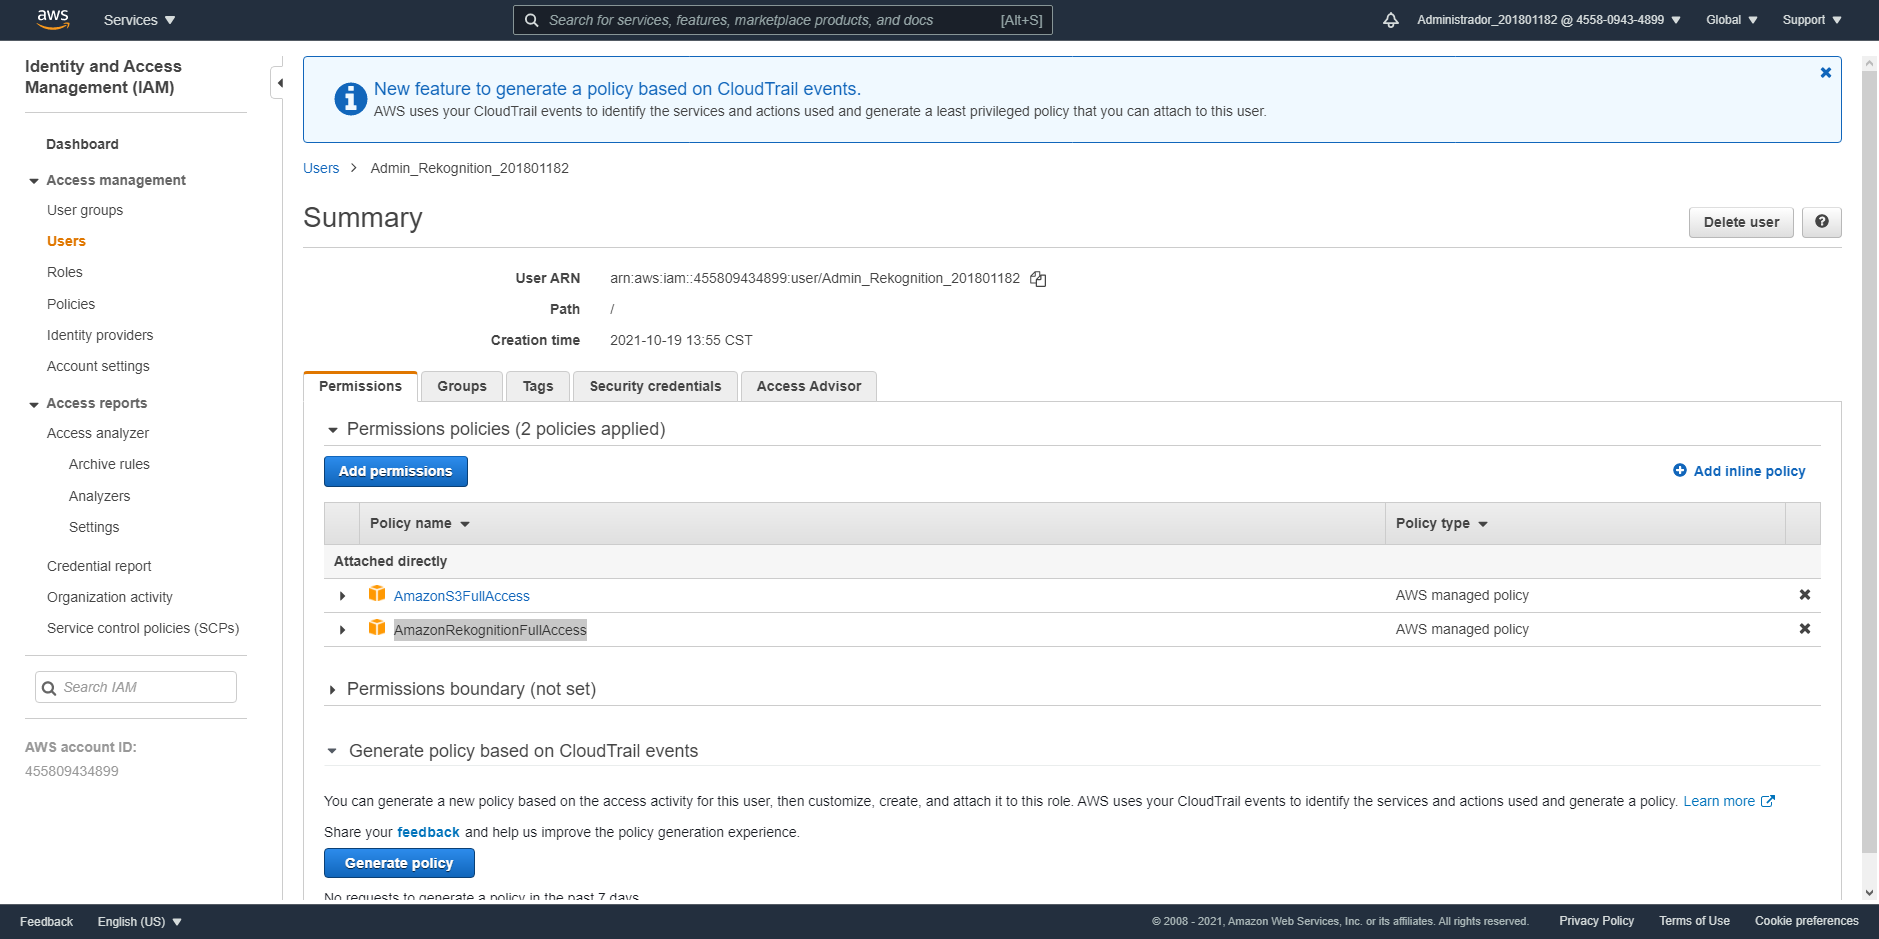 aws
Services
Search for services, features, marketplace products, and docs
[Alt+S]
Administrador_201801182 @ 4558-0943-4899
Global
Support
Identity and Access
Management (IAM)
Dashboard
Access management
User groups
Users
Roles
Policies
Identity providers
Account settings
Access reports
Access analyzer
Archive rules
Analyzers
Settings
Credential report
Organization activity
Service control policies (SCPs)
Search IAM
AWS account ID:
455809434899
New feature to generate a policy based on CloudTrail events.
AWS uses your CloudTrail events to identify the services and actions used and generate a least privileged policy that you can attach to this user.
Users > Admin_Rekognition_201801182
Summary
Delete user
User ARN arn:aws:iam::455809434899:user/Admin_Rekognition_201801182
Path /
Creation time 2021-10-19 13:55 CST
Permissions
Groups
Tags
Security credentials
Access Advisor
Permissions policies (2 policies applied)
Add permissions
Add inline policy
Policy name
Policy type
Attached directly
AmazonS3FullAccess
AWS managed policy
AmazonRekognitionFullAccess
AWS managed policy
Permissions boundary (not set)
Generate policy based on CloudTrail events
You can generate a new policy based on the access activity for this user, then customize, create, and attach it to this role. AWS uses your CloudTrail events to identify the services and actions used and generate a policy. Learn more
Share your feedback and help us improve the policy generation experience.
Generate policy
No requests to generate a policy in the past 7 days
Feedback
English (US)
© 2008 - 2021, Amazon Web Services, Inc. or its affiliates. All rights reserved.
Privacy Policy
Terms of Use
Cookie preferences